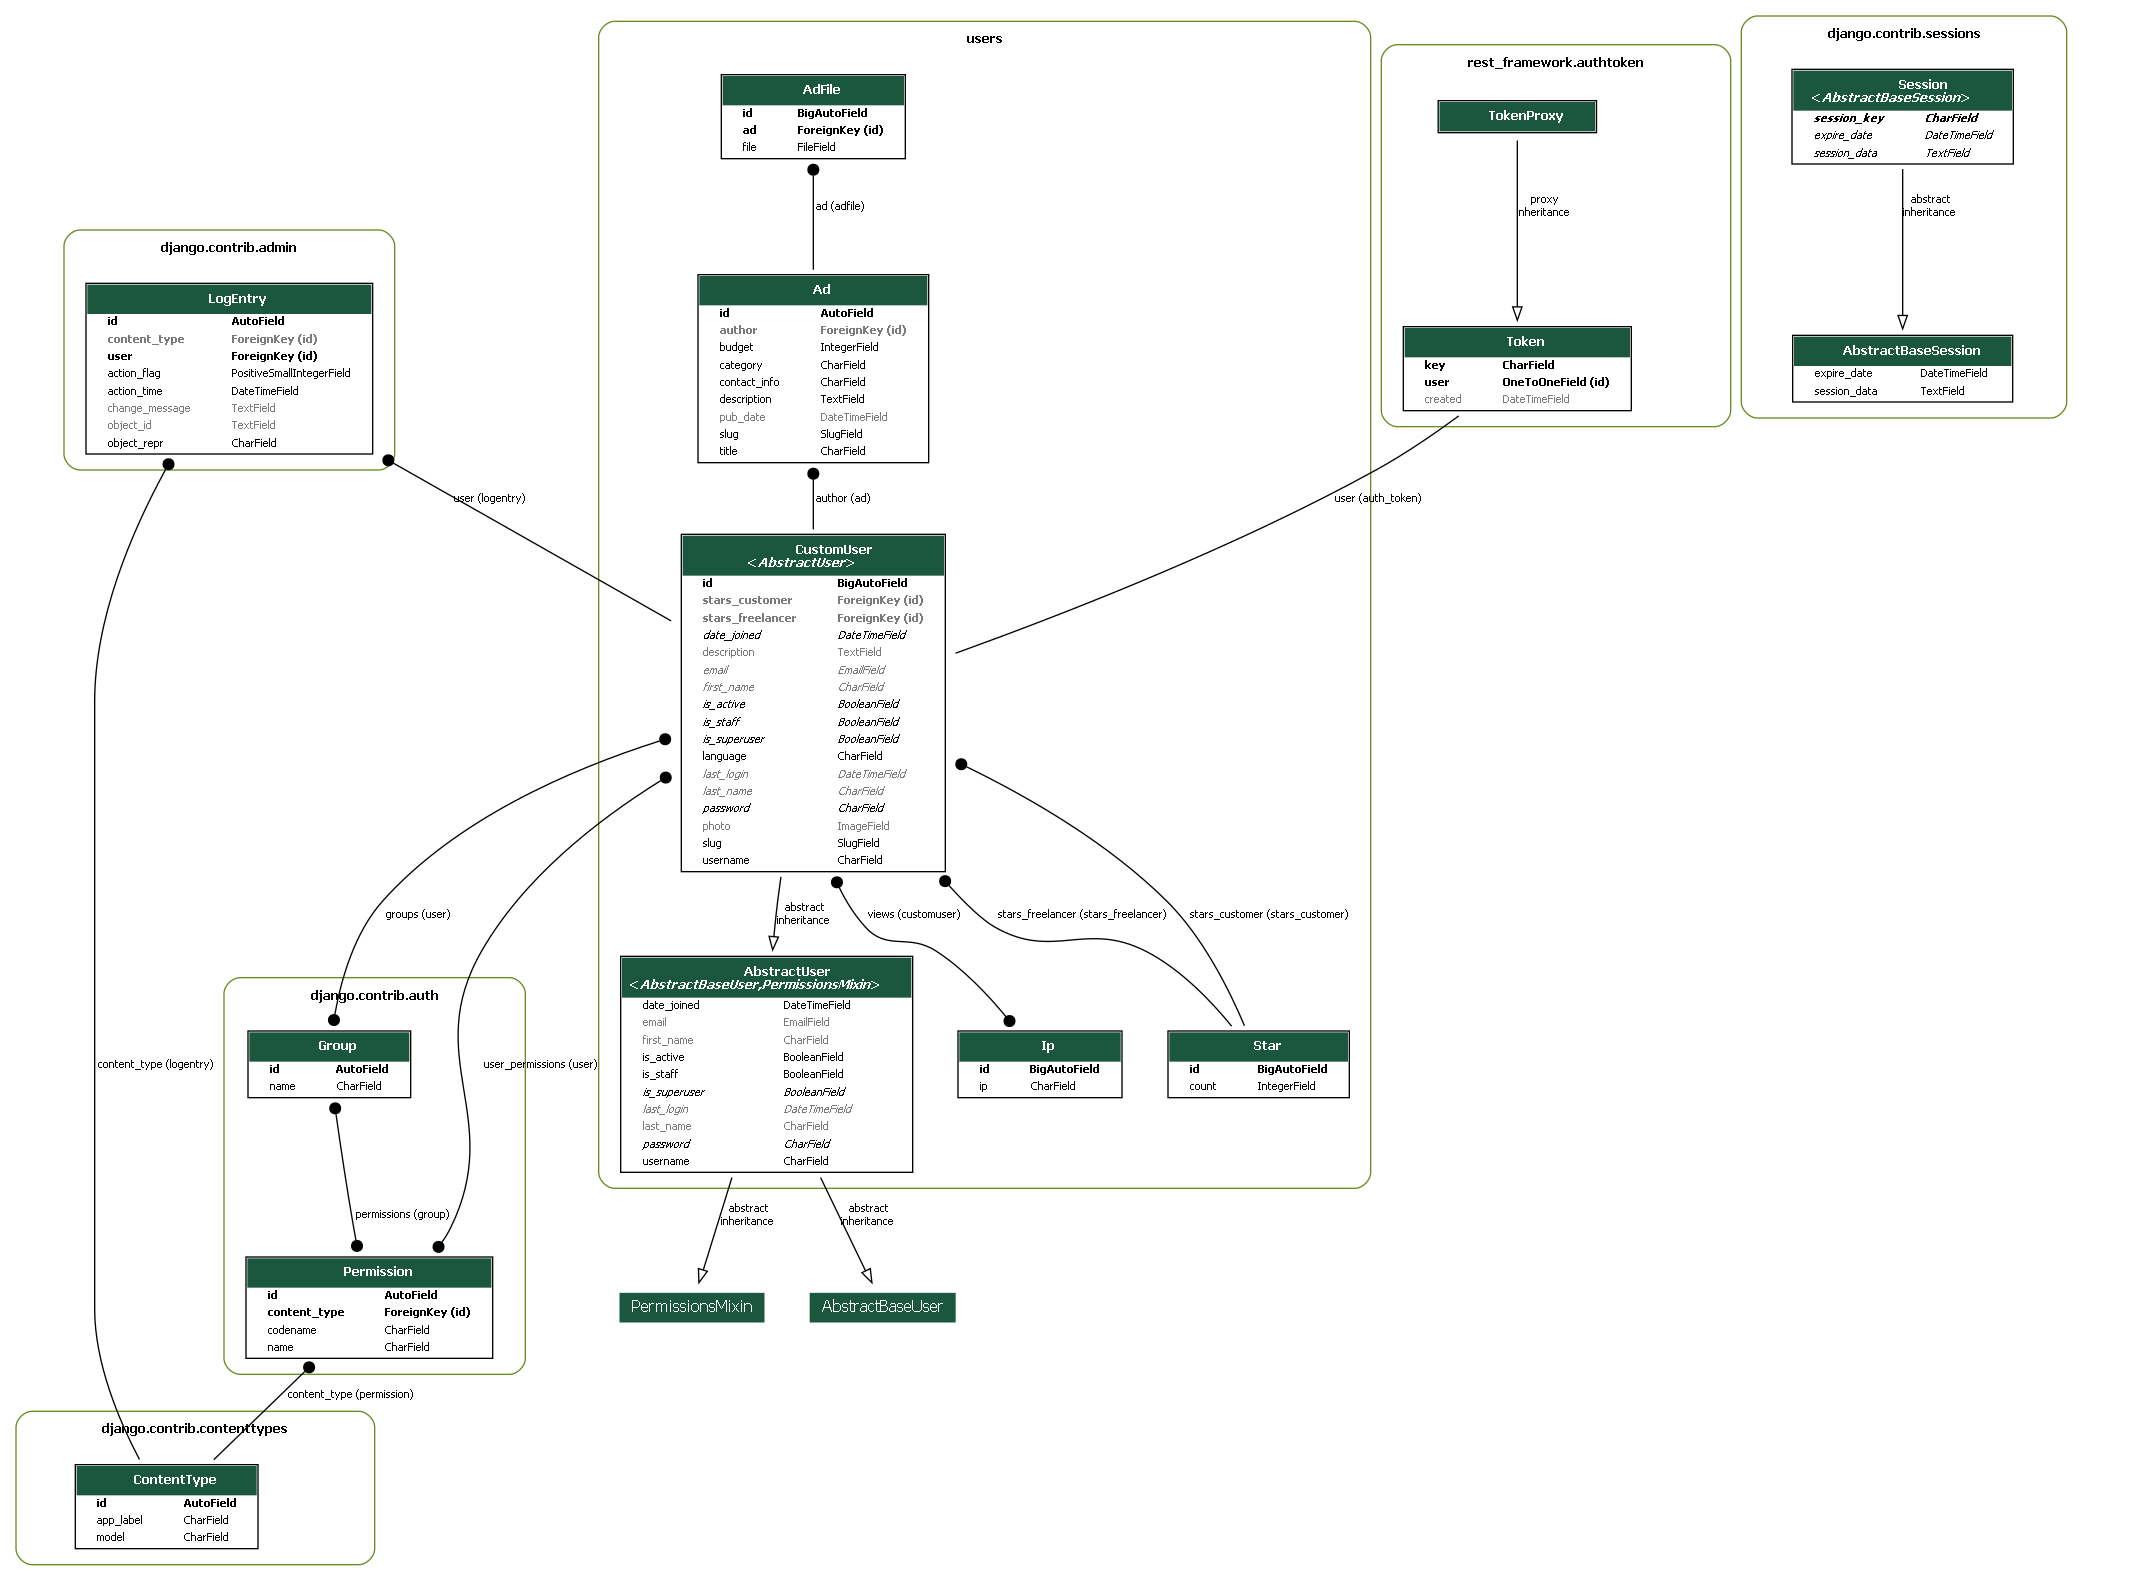 users
AdFile
id BigAutoField
ad ForeignKey (id)
file FileField
ad (adfile)
Ad
id AutoField
author ForeignKey (id)
budget IntegerField
category CharField
contact_info CharField
description TextField
pub_date DateTimeField
slug SlugField
title CharField
author (ad)
CustomUser
<AbstractUser>
id BigAutoField
stars_customer ForeignKey (id)
stars_freelancer ForeignKey (id)
date_joined DateTimeField
description TextField
email EmailField
first_name CharField
is_active BooleanField
is_staff BooleanField
is_superuser BooleanField
language CharField
last_login DateTimeField
last_name CharField
password CharField
photo ImageField
slug SlugField
username CharField
abstract
inheritance
views (customuser)
stars_freelancer (stars_freelancer)
stars_customer (stars_customer)
AbstractUser
<AbstractBaseUser,PermissionsMixin>
date_joined DateTimeField
email EmailField
first_name CharField
is_active BooleanField
is_staff BooleanField
is_superuser BooleanField
last_login DateTimeField
last_name CharField
password CharField
username CharField
Ip
id BigAutoField
ip CharField
Star
id BigAutoField
count IntegerField
abstract
inheritance
abstract
inheritance
PermissionsMixin
AbstractBaseUser
rest_framework.authtoken
TokenProxy
proxy
inheritance
Token
key CharField
user OneToOneField (id)
created DateTimeField
user (auth_token)
django.contrib.sessions
Session
<AbstractBaseSession>
session_key CharField
expire_date DateTimeField
session_data TextField
abstract
inheritance
AbstractBaseSession
expire_date DateTimeField
session_data TextField
django.contrib.admin
LogEntry
id AutoField
content_type ForeignKey (id)
user ForeignKey (id)
action_flag PositiveSmallIntegerField
action_time DateTimeField
change_message TextField
object_id TextField
object_repr CharField
user (logentry)
groups (user)
content_type (logentry)
user_permissions (user)
django.contrib.auth
Group
id AutoField
name CharField
permissions (group)
Permission
id AutoField
content_type ForeignKey (id)
codename CharField
name CharField
content_type (permission)
django.contrib.contenttypes
ContentType
id AutoField
app_label CharField
model CharField